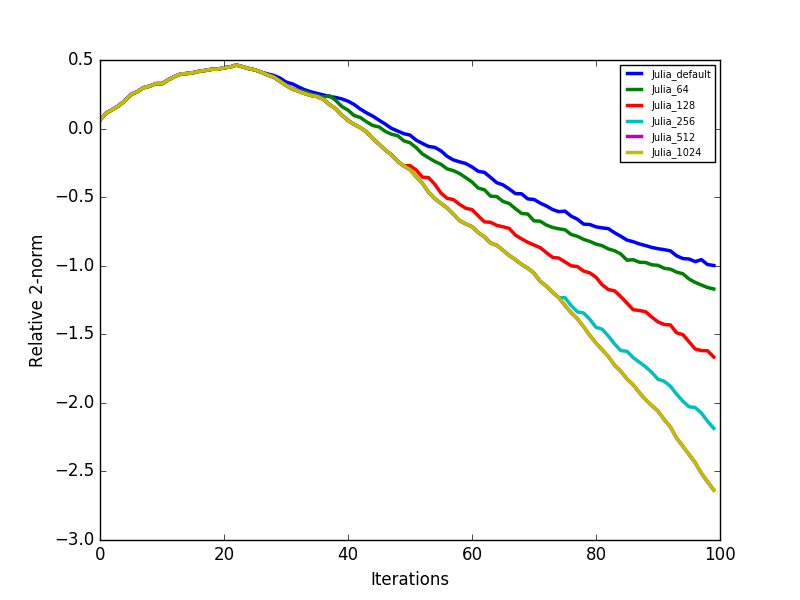 0.5
0.0
−0.5
−1.0
−1.5
−2.0
−2.5
−3.0
Relative 2-norm
Julia_default
Julia_64
Julia_128
Julia_256
Julia_512
Julia_1024
0 20 40 60 80 100
Iterations